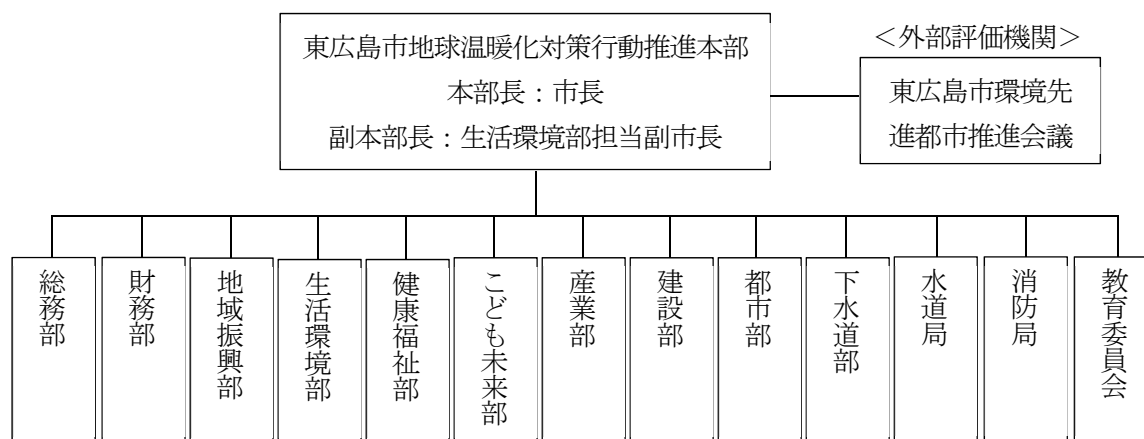 東広島市地球温暖化対策行動推進本部
本部長：市長
副本部長：生活環境部担当副市長
＜外部評価機関＞
東広島市環境先
進都市推進会議
総務部
財務部
地域振興部
生活環境部
健康福祉部
こども未来部
産業部
建設部
都市部
下水道部
水道局
消防局
教育委員会